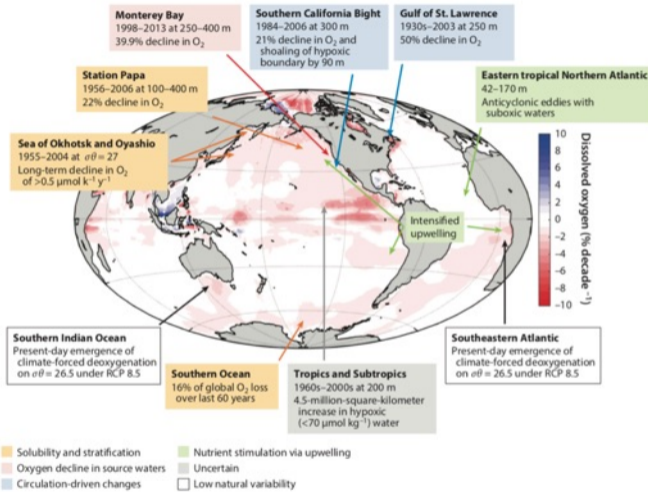 Monterey Bay
1998–2013 at 250–400 m
39.9% decline in O2
Southern California Bight
1984–2006 at 300 m
21% decline in O2 and
shoaling of hypoxic
boundary by 90 m
Gulf of St. Lawrence
1930s–2003 at 250 m
50% decline in O2
Station Papa
1956–2006 at 100–400 m
22% decline in O2
Eastern tropical Northern Atlantic
42–170 m
Anticyclonic eddies with
suboxic waters
Sea of Okhotsk and Oyashio
1955–2004 at σθ = 27
Long-term decline in O2
of >0.5 μmol k⁻¹ y⁻¹
10
8
6
4
2
0
−2
−4
−6
−8
−10
Dissolved oxygen (% decade⁻¹)
Intensified
upwelling
Southern Indian Ocean
Present-day emergence of
climate-forced deoxygenation
on σθ = 26.5 under RCP 8.5
Southern Ocean
16% of global O2 loss
over last 60 years
Tropics and Subtropics
1960s–2000s at 200 m
4.5-million-square-kilometer
increase in hypoxic
(<70 μmol kg⁻¹) water
Southeastern Atlantic
Present-day emergence of
climate-forced deoxygenation
on σθ = 26.5 under RCP 8.5
Solubility and stratification
Oxygen decline in source waters
Circulation-driven changes
Nutrient stimulation via upwelling
Uncertain
Low natural variability